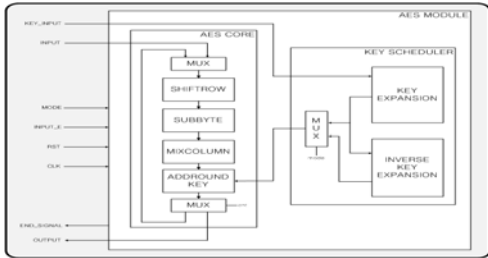 AES MODULE
KEY_INPUT
INPUT
AES CORE
MUX
KEY SCHEDULER
SHIFTROW
KEY
EXPANSION
MODE
SUBBYTE
INPUT_E
M
U
X
RST
MIXCOLUMN
INVERSE
KEY
EXPANSION
CLK
ADDROUND
KEY
MUX
END_SIGNAL
OUTPUT